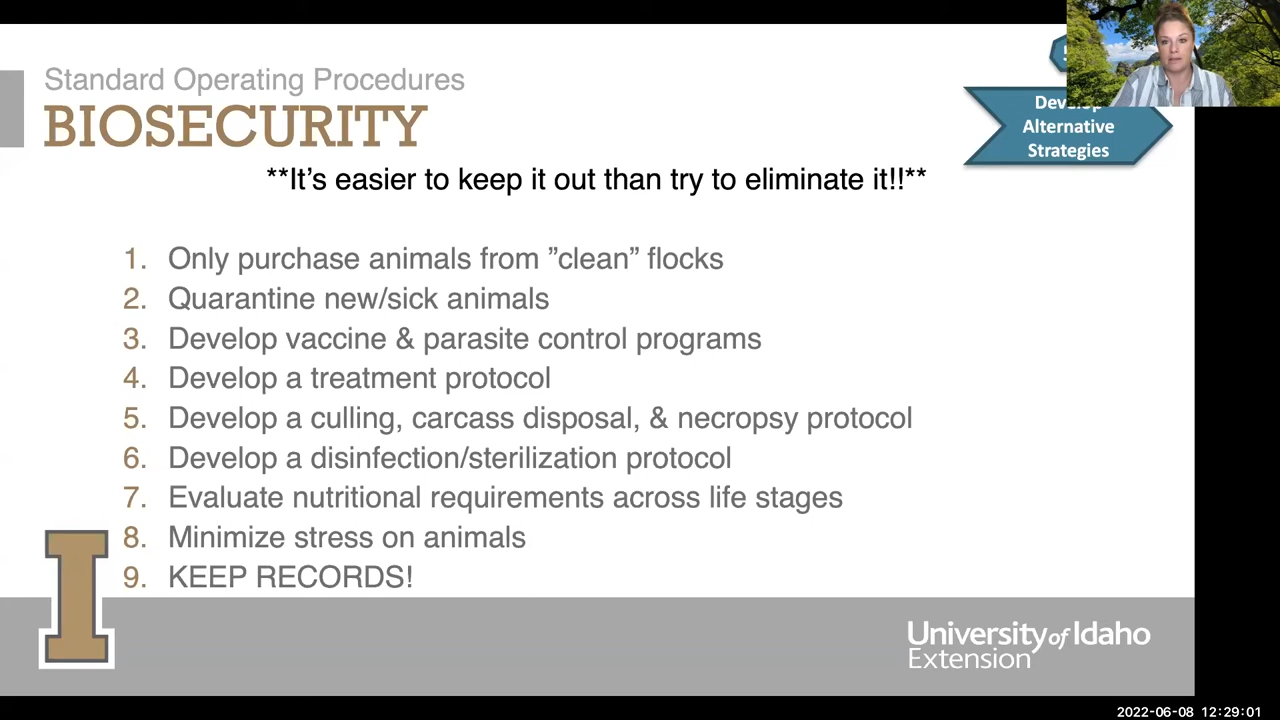 Standard Operating Procedures
BIOSECURITY
Alternative
Strategies
**It's easier to keep it out than try to eliminate it!!**
1. Only purchase animals from ”clean” flocks
2. Quarantine new/sick animals
3. Develop vaccine & parasite control programs
4. Develop a treatment protocol
5. Develop a culling, carcass disposal, & necropsy protocol
6. Develop a disinfection/sterilization protocol
7. Evaluate nutritional requirements across life stages
8. Minimize stress on animals
9. KEEP RECORDS!
I
University of Idaho
Extension
2022-06-08 12:29:01